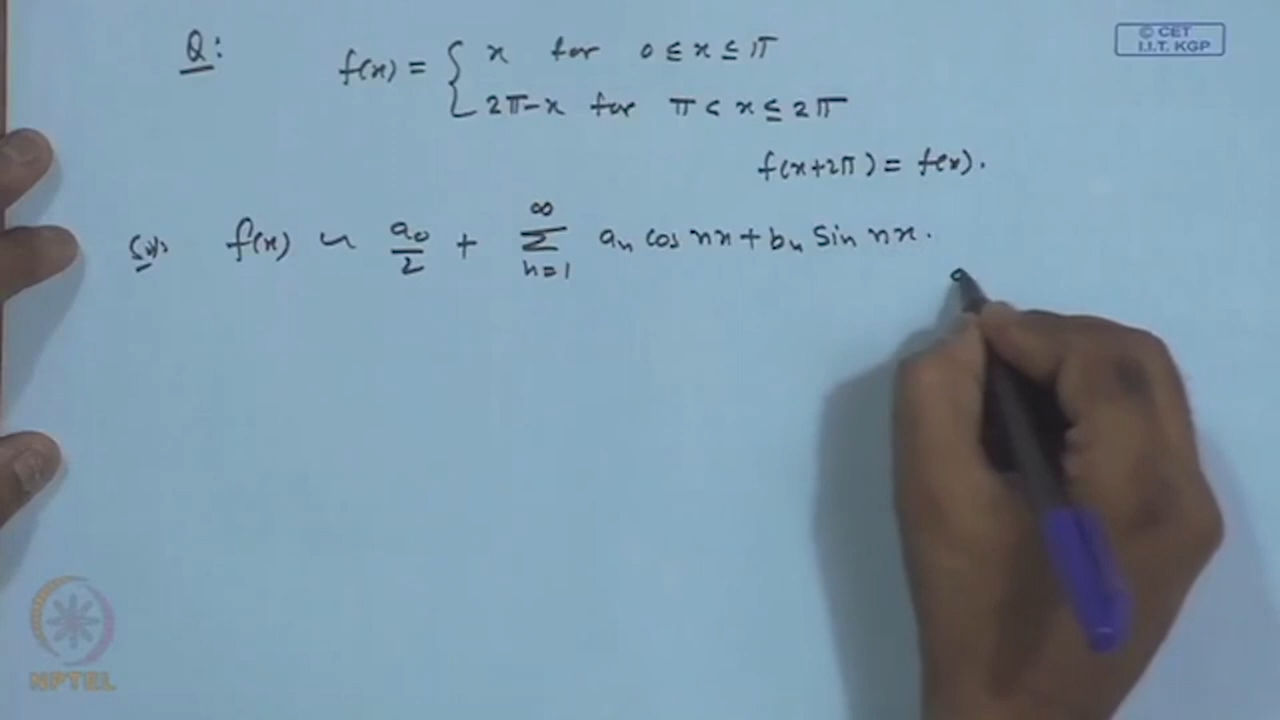 © CET
I.I.T. KGP
Q: f(x) = { x for 0 ≤ x ≤ π
2π-x for π < x ≤ 2π
f(x+2π) = f(x).
Sol. f(x) ~ a₀/2 + ∞ Σ n=1 aₙ cos nx + bₙ Sin nx.
NPTEL